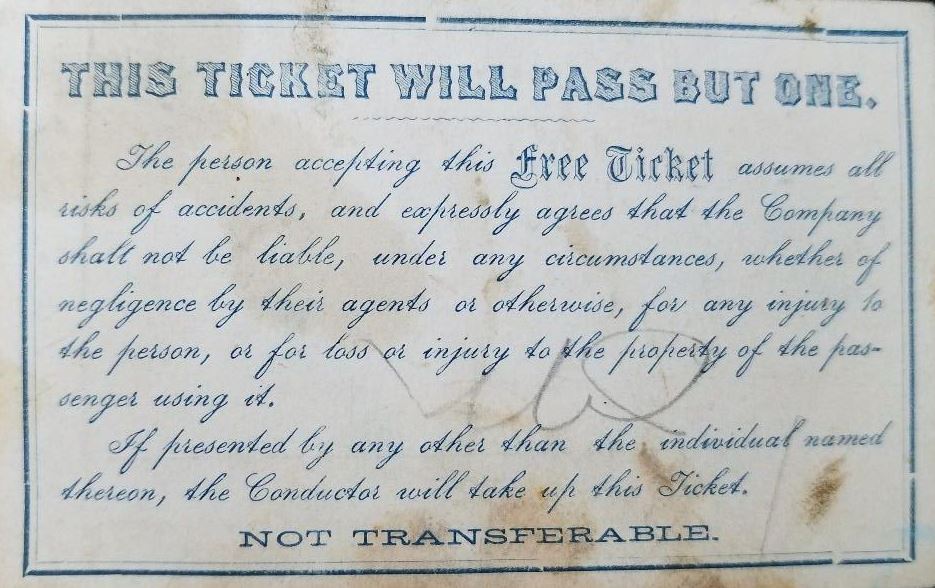 THIS TICKET WILL PASS BUT ONE.
The person accepting this Free Ticket assumes all
risks of accidents, and expressly agrees that the Company
shall not be liable, under any circumstances, whether of
negligence by their agents or otherwise, for any injury to
the person, or for loss or injury to the property of the pas-
senger using it.
If presented by any other than the individual named
thereon, the Conductor will take up this Ticket.
NOT TRANSFERABLE.